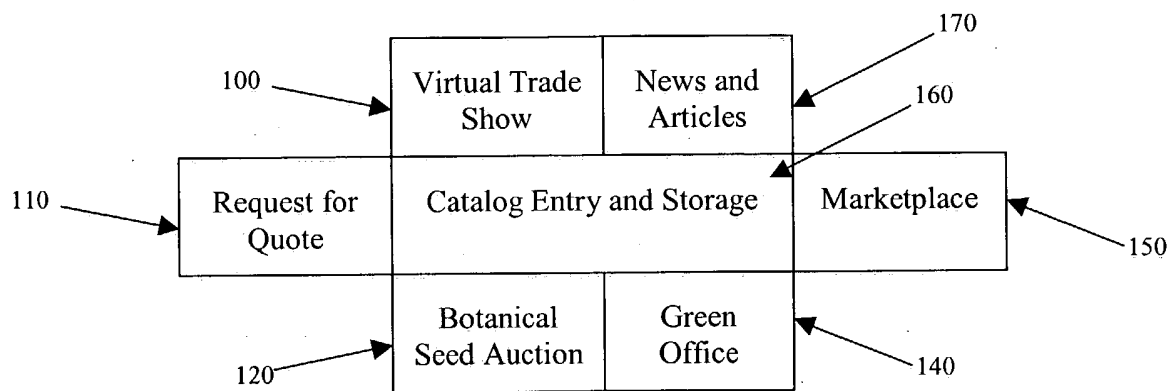 170
100
Virtual Trade
Show
News and
Articles
160
110
Request for
Quote
Catalog Entry and Storage
Marketplace
150
Botanical
Seed Auction
Green
Office
120
140